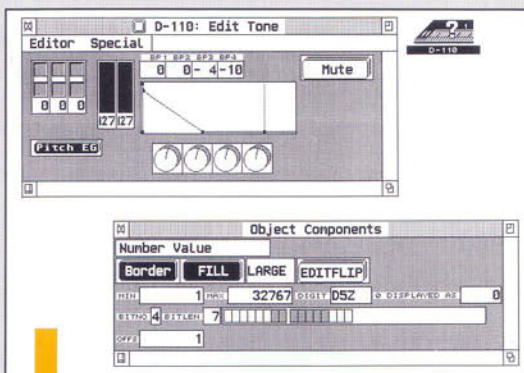 D-110: Edit Tone
Editor Special
BP1 BP2 BP3 BP4
0 0- 4-10
Mute
0 0 0
127 127
Pitch EG
?
D-110
Object Components
Number Value
Border FILL LARGE EDITFLIP
MIN 1 MAX 32767 DIGIT D5Z 0 DISPLAYED AS 0
BITNO 4 BITLEN 7
OFFS 1